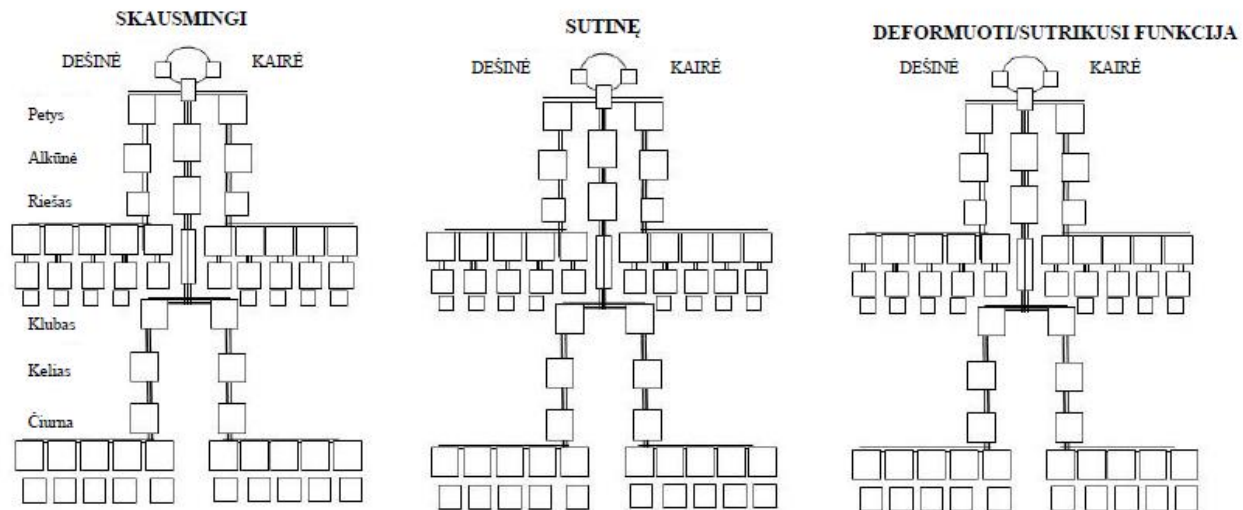 SKAUSMINGI
DEŠINĖ KAIRĖ
Petys
Alkūnė
Riešas
Klubas
Kelias
Čiurna
SUTINĘ
DEŠINĖ KAIRĖ
DEFORMUOTI/SUTRIKUSI FUNKCIJA
DEŠINĖ KAIRĖ